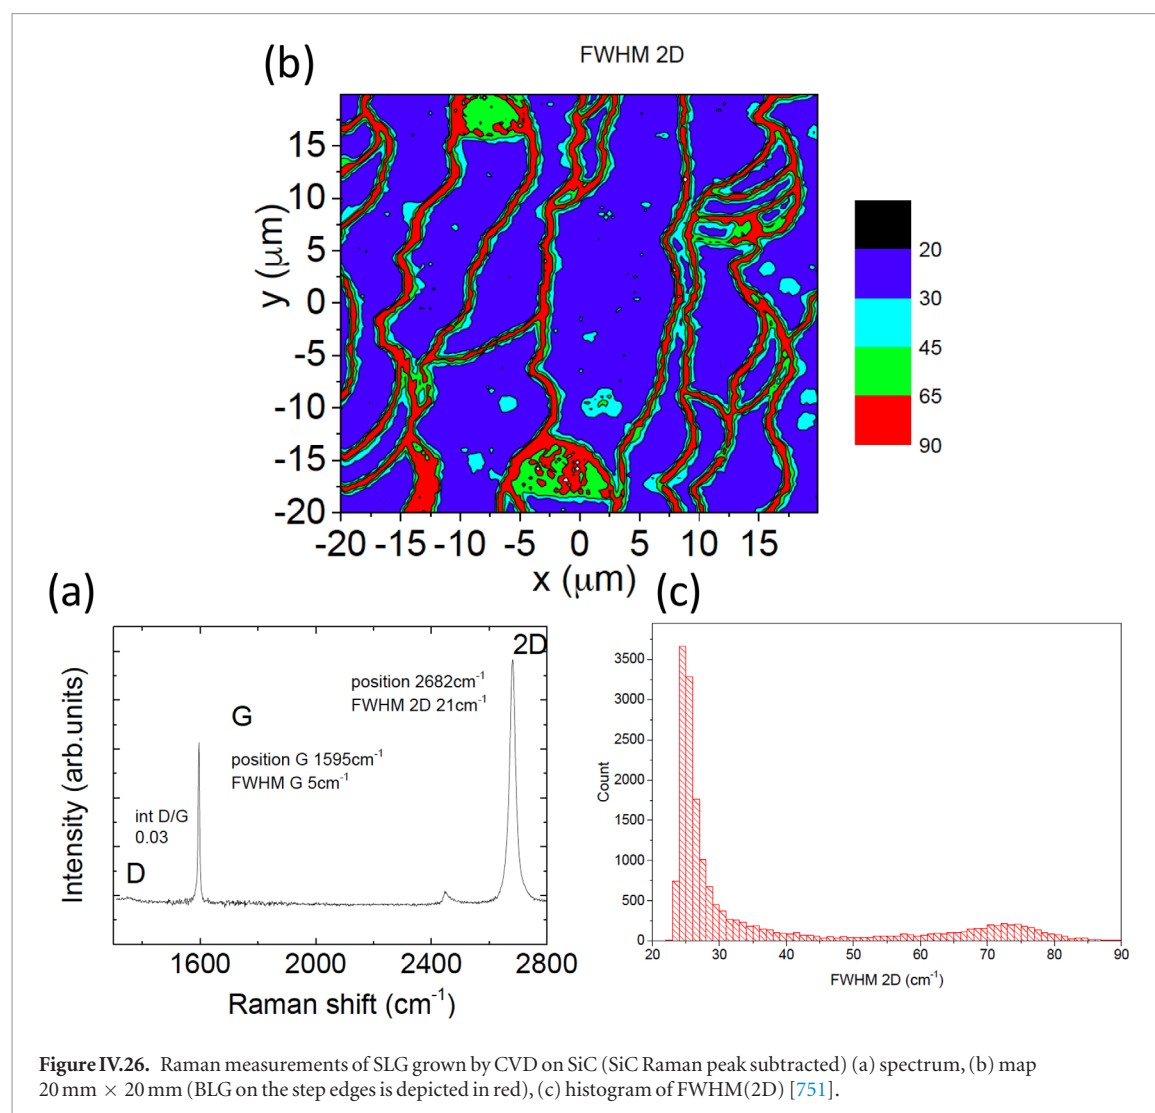 (b)
FWHM 2D
15
10
5
0
-5
-10
-15
-20
y (μm)
-20 -15 -10 -5 0 5 10 15
x (μm)
20
30
45
65
90
(a)
2D
position 2682cm⁻¹
FWHM 2D 21cm⁻¹
G
position G 1595cm⁻¹
FWHM G 5cm⁻¹
int D/G
0.03
D
Intensity (arb.units)
1600 2000 2400 2800
Raman shift (cm⁻¹)
(c)
3500
3000
2500
2000
1500
1000
500
0
Count
20 30 40 50 60 70 80 90
FWHM 2D (cm⁻¹)
Figure IV.26. Raman measurements of SLG grown by CVD on SiC (SiC Raman peak subtracted) (a) spectrum, (b) map
20 mm × 20 mm (BLG on the step edges is depicted in red), (c) histogram of FWHM(2D) [751].